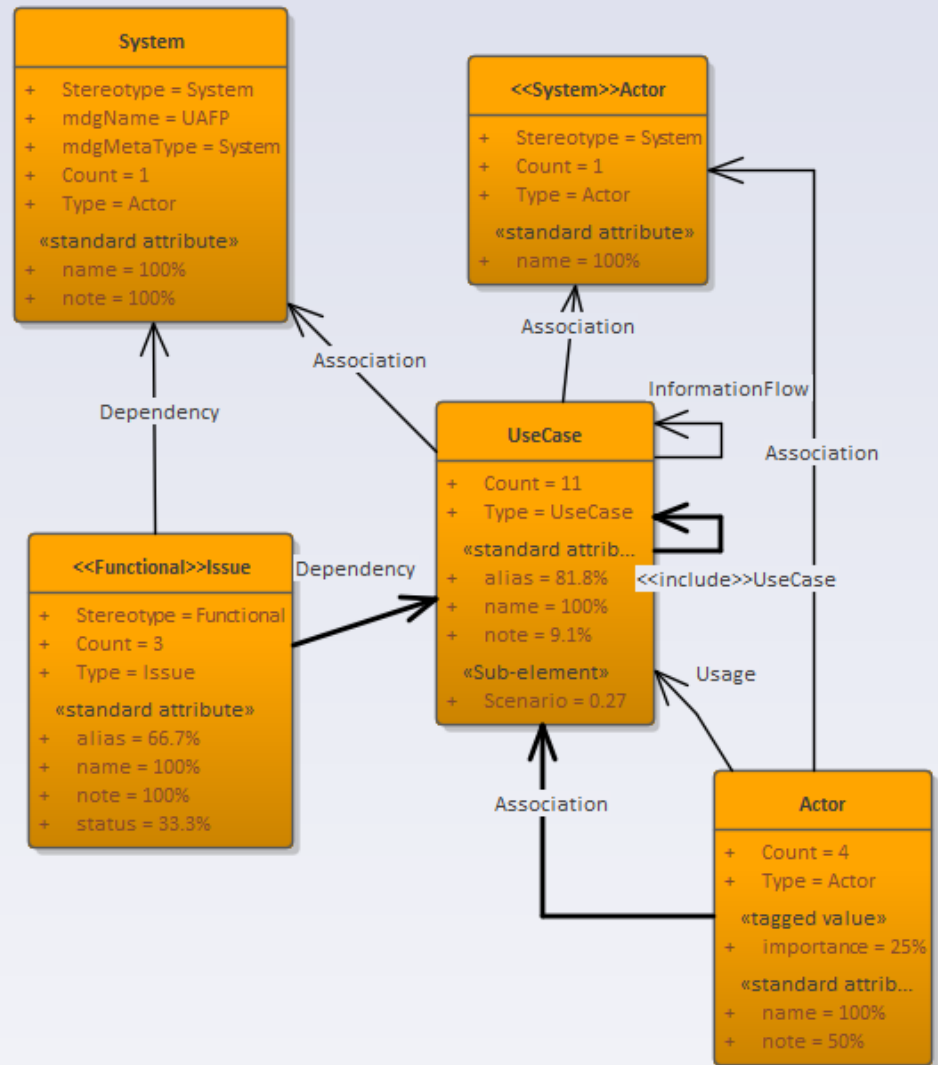 System
+ Stereotype = System
+ mdgName = UAFP
+ mdgMetaType = System
+ Count = 1
+ Type = Actor
«standard attribute»
+ name = 100%
+ note = 100%
<<System>>Actor
+ Stereotype = System
+ Count = 1
+ Type = Actor
«standard attribute»
+ name = 100%
Association
Association
Dependency
InformationFlow
Association
UseCase
+ Count = 11
+ Type = UseCase
«standard attrib...
+ alias = 81.8%
+ name = 100%
+ note = 9.1%
«Sub-element»
+ Scenario = 0.27
<<include>>UseCase
Dependency
<<Functional>>Issue
+ Stereotype = Functional
+ Count = 3
+ Type = Issue
«standard attribute»
+ alias = 66.7%
+ name = 100%
+ note = 100%
+ status = 33.3%
Usage
Association
Actor
+ Count = 4
+ Type = Actor
«tagged value»
+ importance = 25%
«standard attrib...
+ name = 100%
+ note = 50%